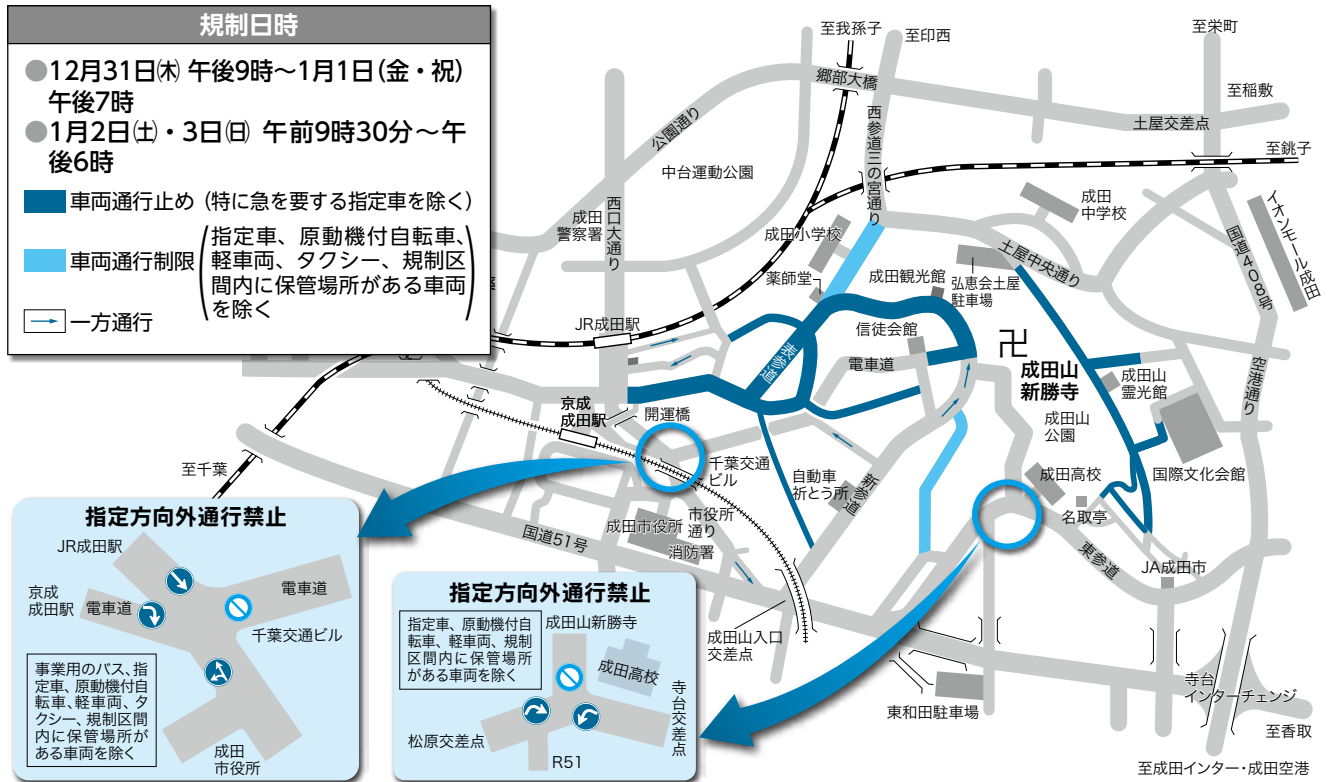 規制日時
●12月31日㈭ 午後9時～1月1日(金・祝)
午後7時
●1月2日㈯・3日㈰ 午前9時30分～午
後6時
車両通行止め (特に急を要する指定車を除く)
車両通行制限
指定車、原動機付自転車、
軽車両、タクシー、規制区
間内に保管場所がある車両
を除く
一方通行
至我孫子
至印西
至栄町
郷部大橋
至稲敷
公園通り
西参道三の宮通り
土屋交差点
至銚子
中台運動公園
成田
中学校
成田
警察署
西口大通り
成田小学校
土屋中央通り
国道408号
イオンモール成田
薬師堂
成田観光館
弘恵会土屋
駐車場
JR成田駅
信徒会館
表参道
電車道
卍
成田山
新勝寺
成田山
霊光館
空港通り
京成
成田駅
開運橋
成田山
公園
至千葉
千葉交通
ビル
自動車
祈とう所
新参道
成田高校
国際文化会館
市役所
通り
成田市役所
名取亭
国道51号
消防署
東参道
JA成田市
成田山入口
交差点
東和田駐車場
寺台
インターチェンジ
至香取
至成田インター・成田空港
指定方向外通行禁止
JR成田駅
京成
成田駅
電車道
電車道
千葉交通ビル
事業用のバス、指
定車、原動機付自
転車、軽車両、タ
クシー、規制区間
内に保管場所が
ある車両を除く
成田
市役所
指定方向外通行禁止
指定車、原動機付自
転車、軽車両、規制
区間内に保管場所
がある車両を除く
成田山新勝寺
成田高校
寺台交差点
松原交差点
R51